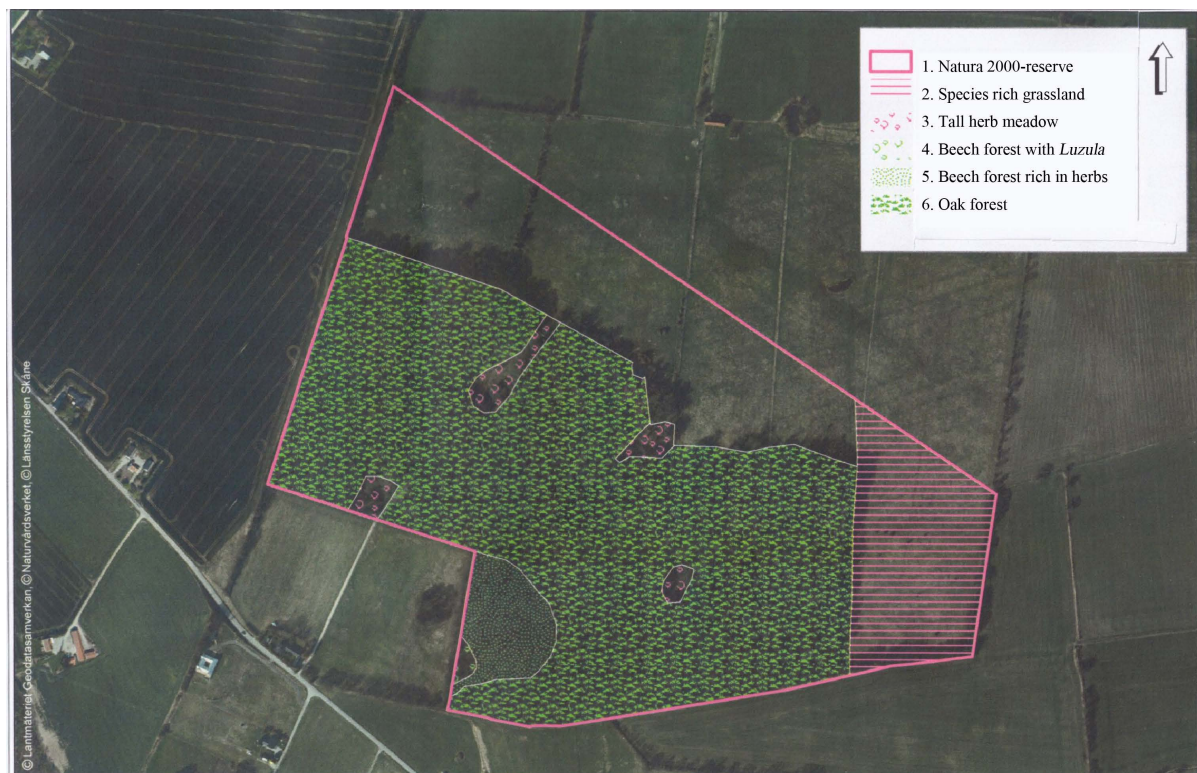 1. Natura 2000-reserve
2. Species rich grassland
3. Tall herb meadow
4. Beech forest with Luzula
5. Beech forest rich in herbs
6. Oak forest
© Lantmäteriet Geodatasamverkan, © Naturvårdsverket, © Länsstyrelsen Skåne